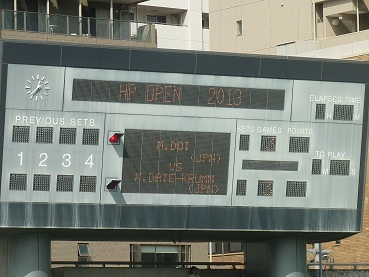 HP OPEN 2013
ELAPSED TIME
H M
PREVIOUS SETS
1 2 3 4
M.DOI
(JPN)
VS
K.DATE-KRUMM
(JPN)
SETS GAMES POINTS
TO PLAY
M S